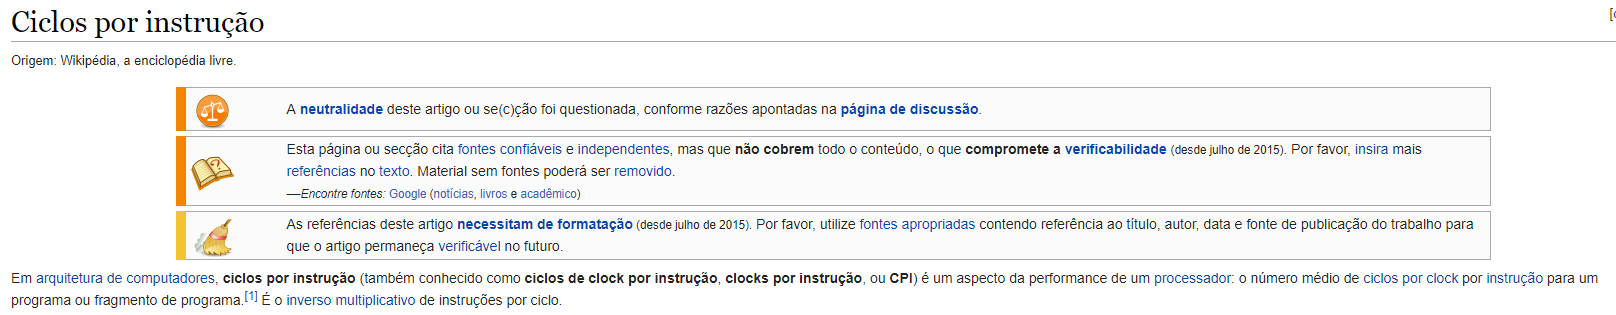 Ciclos por instrução
Origem: Wikipédia, a enciclopédia livre.
A neutralidade deste artigo ou se(c)ção foi questionada, conforme razões apontadas na página de discussão.
Esta página ou secção cita fontes confiáveis e independentes, mas que não cobrem todo o conteúdo, o que compromete a verificabilidade (desde julho de 2015). Por favor, insira mais
referências no texto. Material sem fontes poderá ser removido.
—Encontre fontes: Google (notícias, livros e acadêmico)
As referências deste artigo necessitam de formatação (desde julho de 2015). Por favor, utilize fontes apropriadas contendo referência ao título, autor, data e fonte de publicação do trabalho para
que o artigo permaneça verificável no futuro.
Em arquitetura de computadores, ciclos por instrução (também conhecido como ciclos de clock por instrução, clocks por instrução, ou CPI) é um aspecto da performance de um processador: o número médio de ciclos por clock por instrução para um
programa ou fragmento de programa.[1] É o inverso multiplicativo de instruções por ciclo.